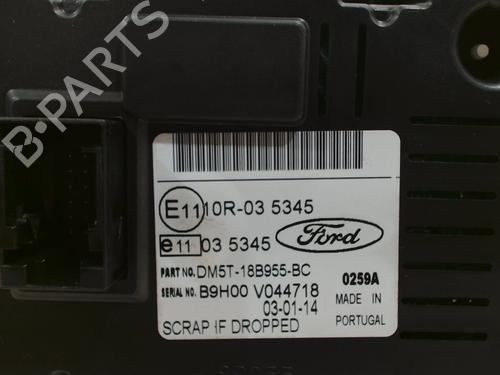 B-PARTS
E11 10R-03 5345
e11 03 5345
Ford
PART NO. DM5T-18B955-BC
0259A
SERIAL NO. B9H00 V044718
MADE IN
03-01-14
PORTUGAL
SCRAP IF DROPPED